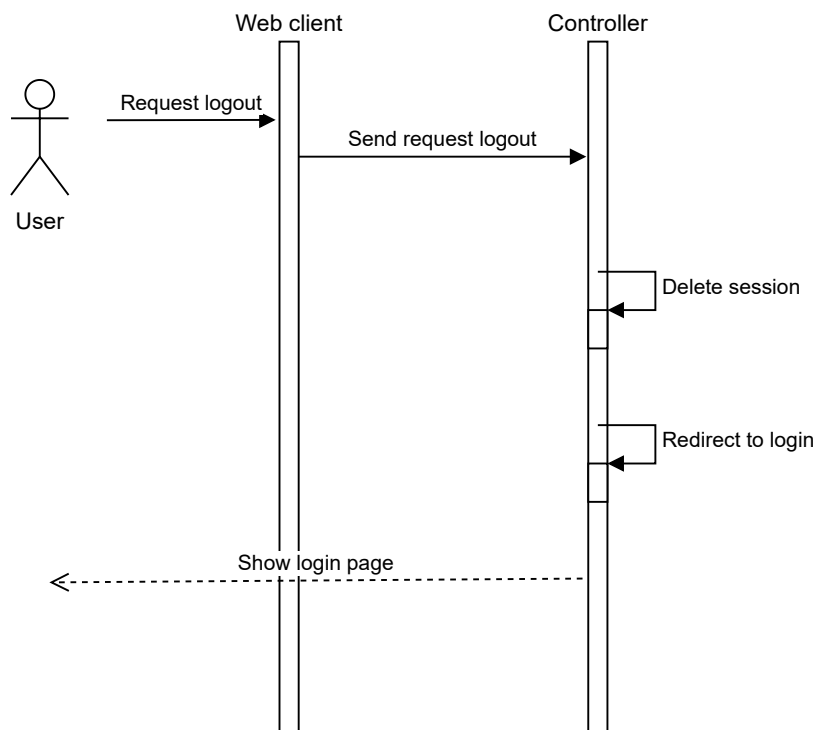 Web client
Controller
Request logout
Send request logout
User
Delete session
Redirect to login
Show login page